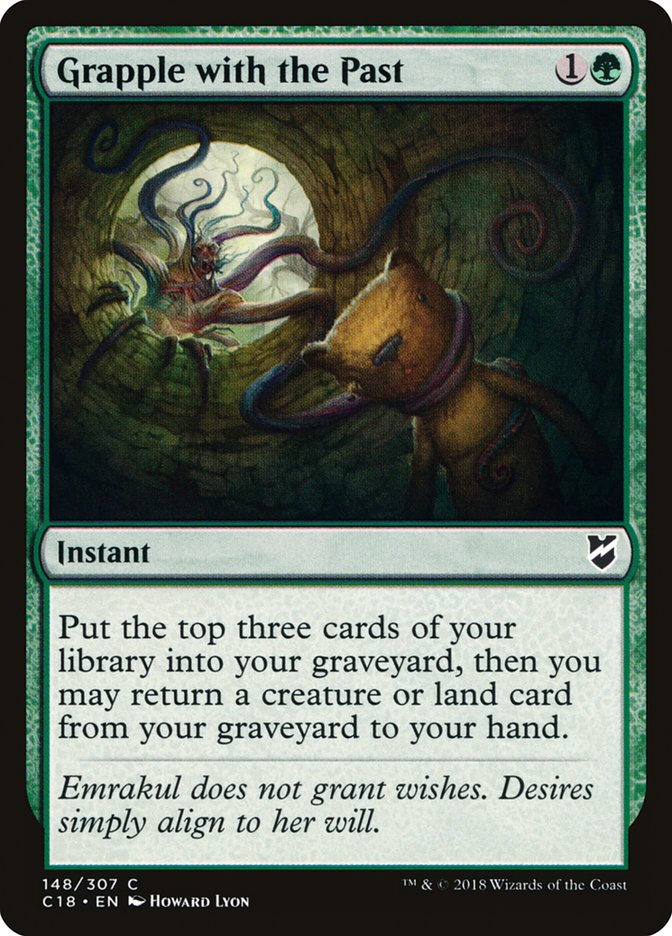 Grapple with the Past 1
Instant
Put the top three cards of your
library into your graveyard, then you
may return a creature or land card
from your graveyard to your hand.
Emrakul does not grant wishes. Desires
simply align to her will.
148/307 C
™ & © 2018 Wizards of the Coast
C18 • EN Howard Lyon